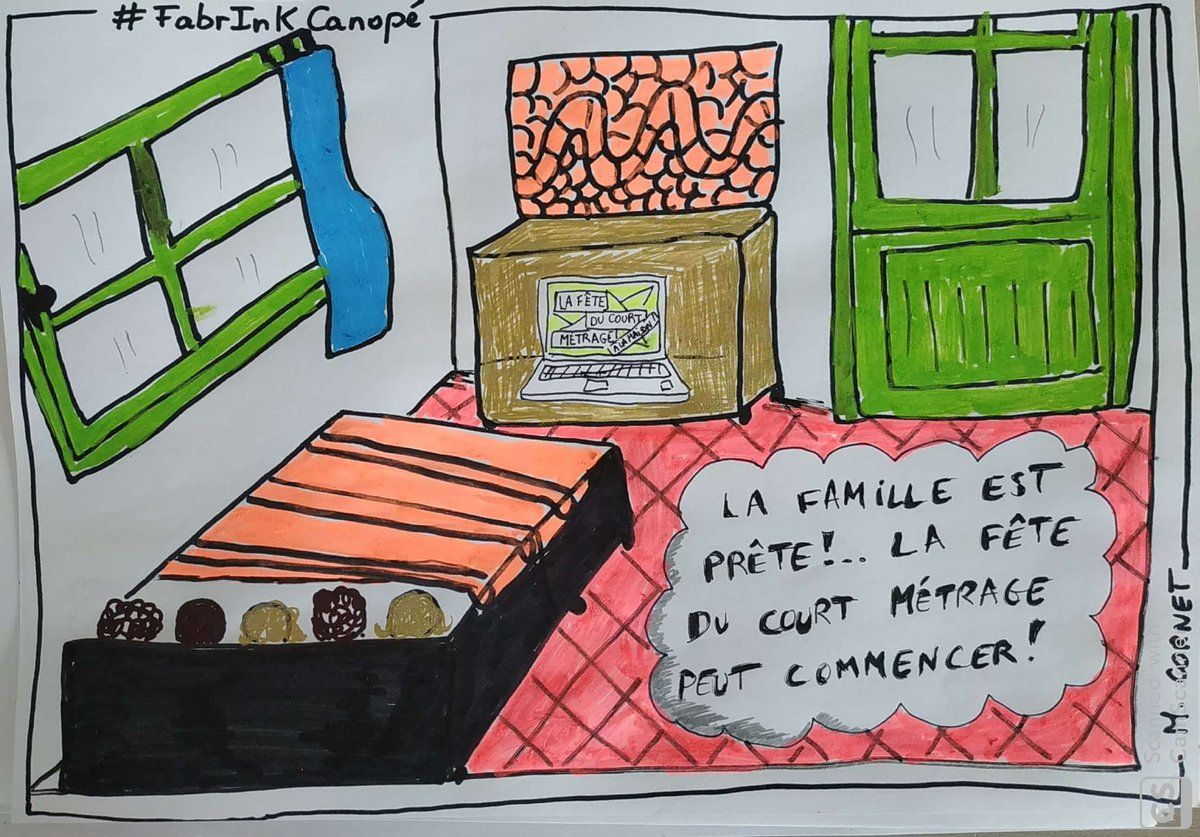 #FabrInK Canopé
LA FÊTE
DU COURT
METRAGE!
A LA MAISON!
LA FAMILLE EST
PRÊTE!... LA FÊTE
DU COURT MÉTRAGE
PEUT COMMENCER!
M. CORNET
CS
Scanned with
CamScanner